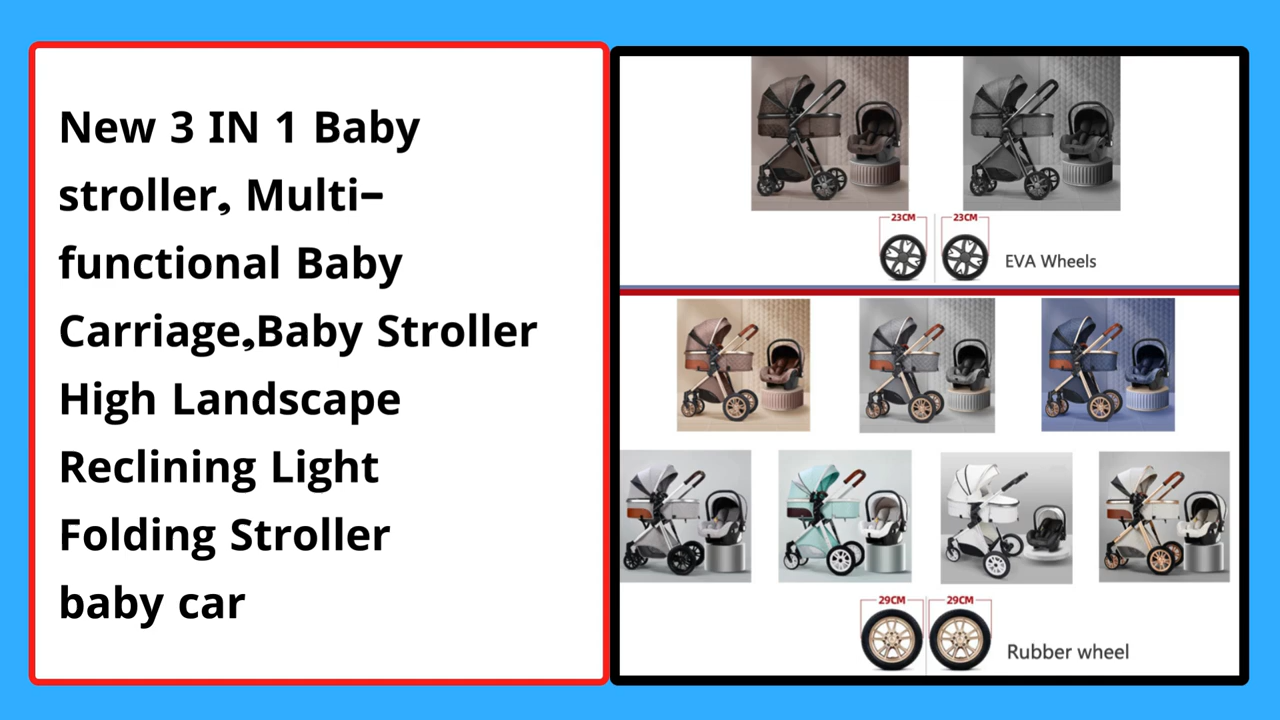 New 3 IN 1 Baby
stroller, Multi-
functional Baby
Carriage,Baby Stroller
High Landscape
Reclining Light
Folding Stroller
baby car
23CM 23CM
EVA Wheels
29CM 29CM
Rubber wheel